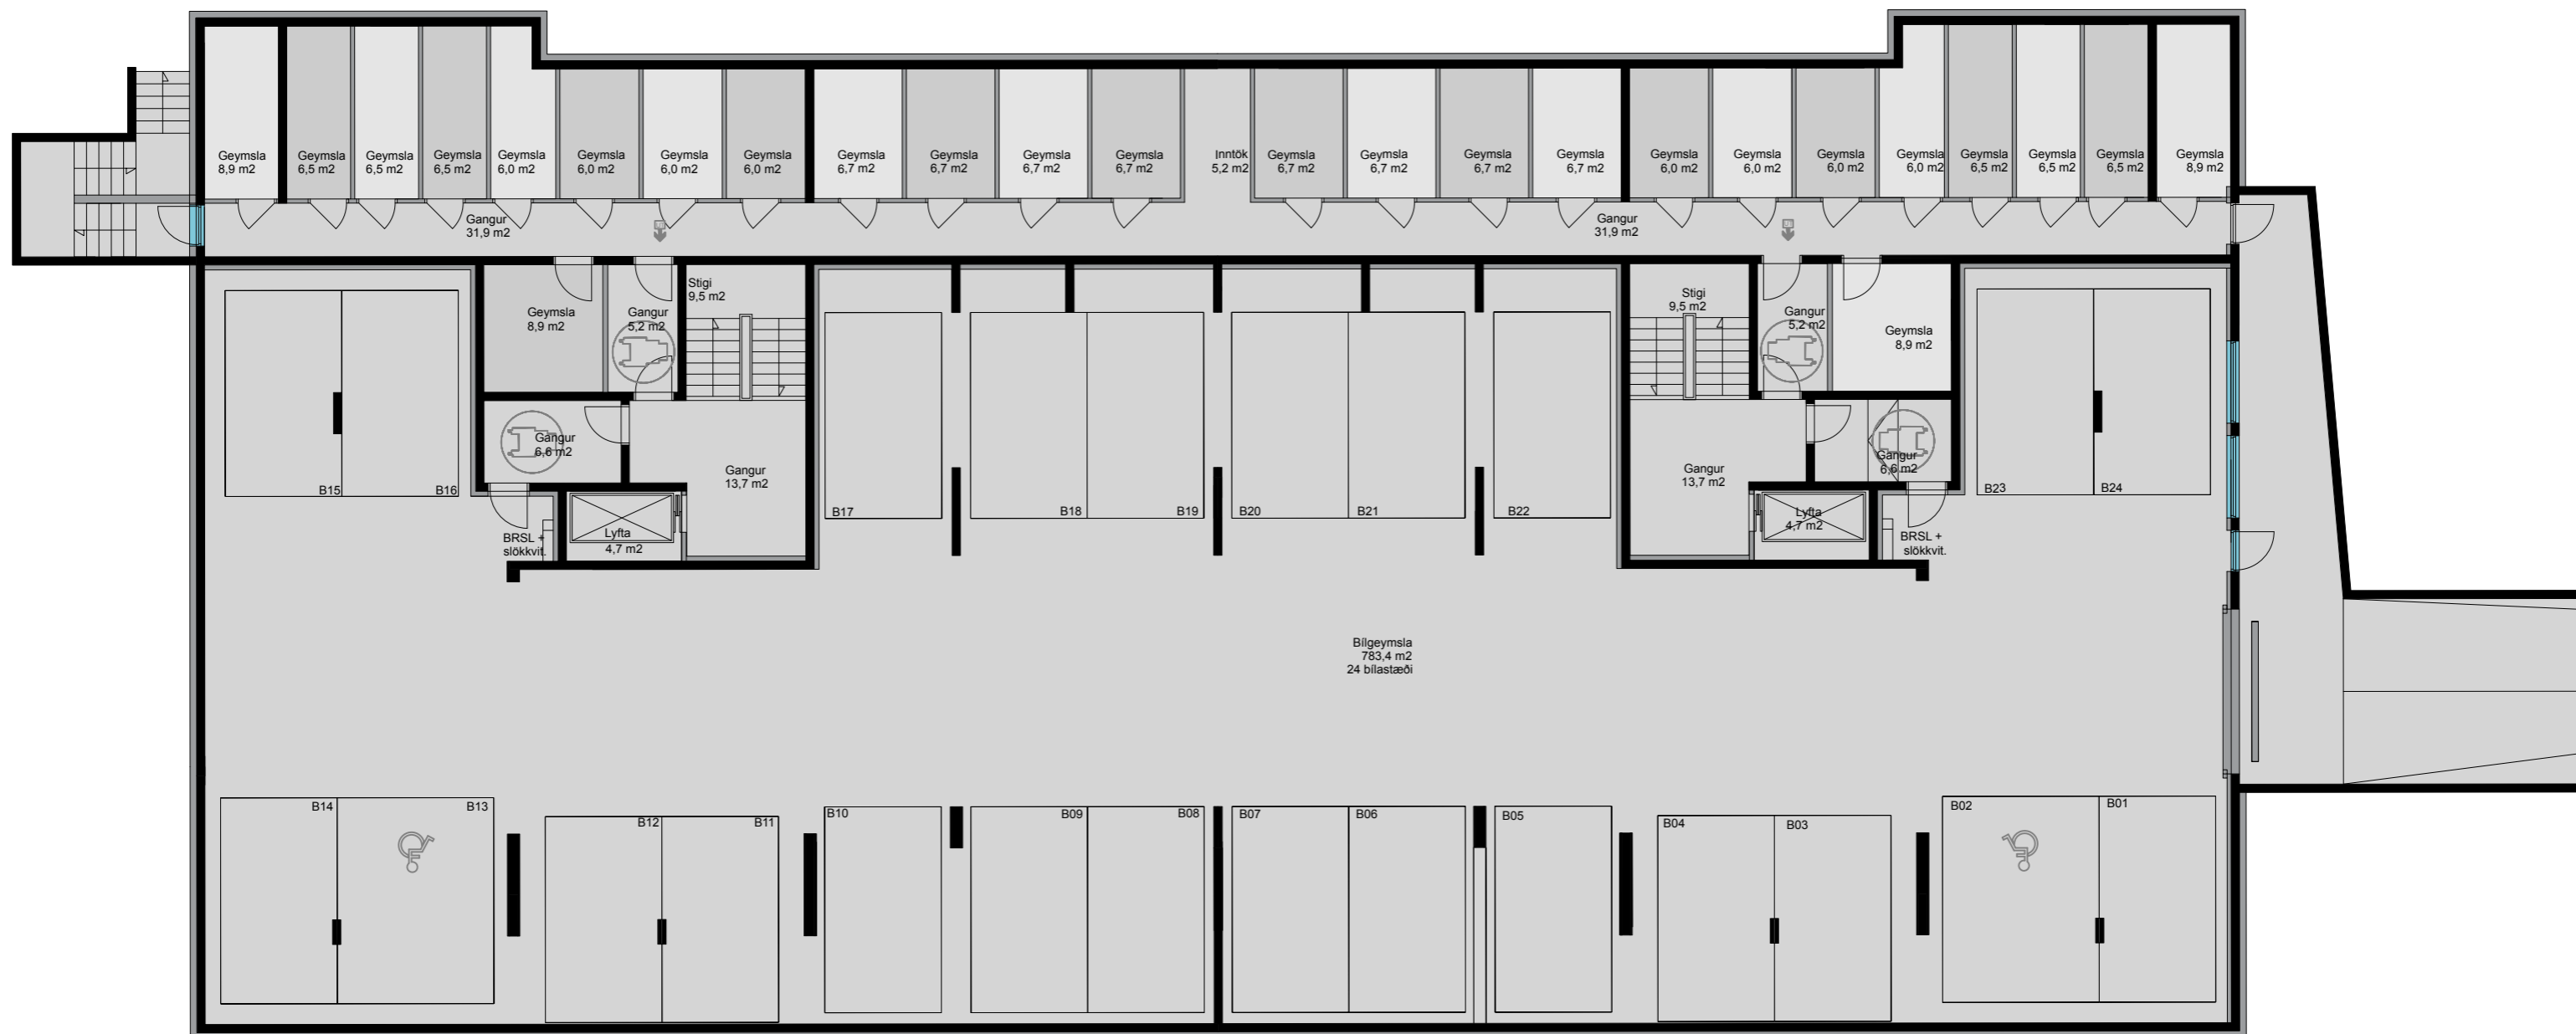 Geymsla
8,9 m2
Geymsla
6,5 m2
Geymsla
6,5 m2
Geymsla
6,5 m2
Geymsla
6,0 m2
Geymsla
6,0 m2
Geymsla
6,0 m2
Geymsla
6,0 m2
Geymsla
6,7 m2
Geymsla
6,7 m2
Geymsla
6,7 m2
Geymsla
6,7 m2
Inntök
5,2 m2
Geymsla
6,7 m2
Geymsla
6,7 m2
Geymsla
6,7 m2
Geymsla
6,7 m2
Geymsla
6,0 m2
Geymsla
6,0 m2
Geymsla
6,0 m2
Geymsla
6,0 m2
Geymsla
6,5 m2
Geymsla
6,5 m2
Geymsla
6,5 m2
Geymsla
8,9 m2
Gangur
31,9 m2
Gangur
31,9 m2
Stigi
9,5 m2
Geymsla
8,9 m2
Gangur
5,2 m2
Stigi
9,5 m2
Gangur
5,2 m2
Geymsla
8,9 m2
Gangur
6,6 m2
Gangur
13,7 m2
Gangur
13,7 m2
Gangur
6,6 m2
B15
B16
B17
B18
B19
B20
B21
B22
B23
B24
BRSL +
slökkvit.
Lyfta
4,7 m2
Lyfta
4,7 m2
BRSL +
slökkvit.
Bílgeymsla
783,4 m2
24 bílastæði
B14
B13
B12
B11
B10
B09
B08
B07
B06
B05
B04
B03
B02
B01